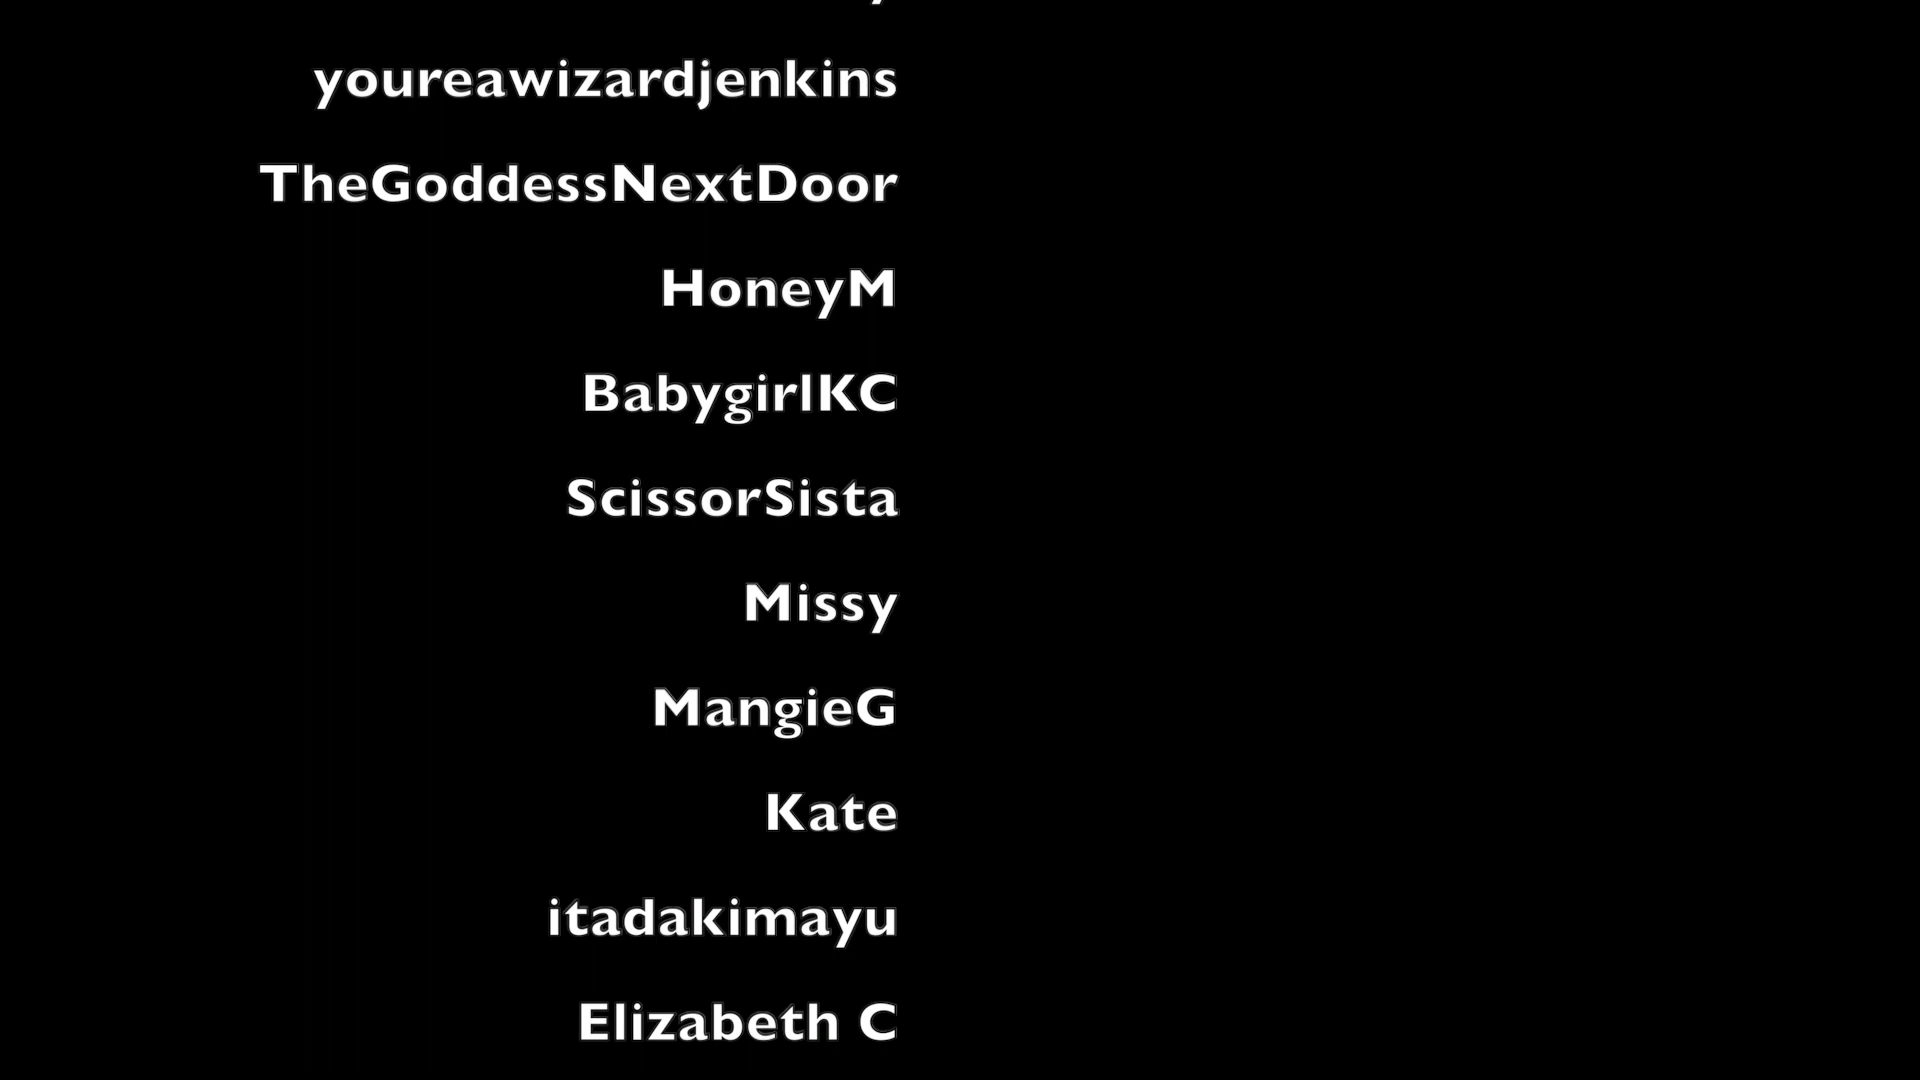 youreawizardjenkins
TheGoddessNextDoor
HoneyM
BabygirlKC
ScissorSista
Missy
MangieG
Kate
itadakimayu
Elizabeth C